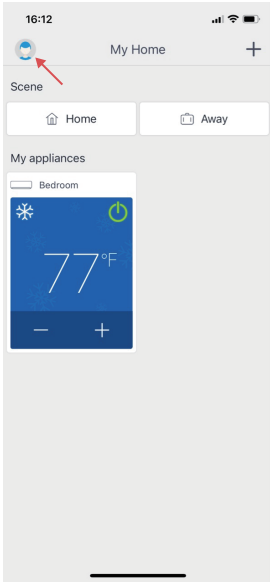 16:12
My Home +
Scene
Home Away
My appliances
Bedroom
77°F
− +